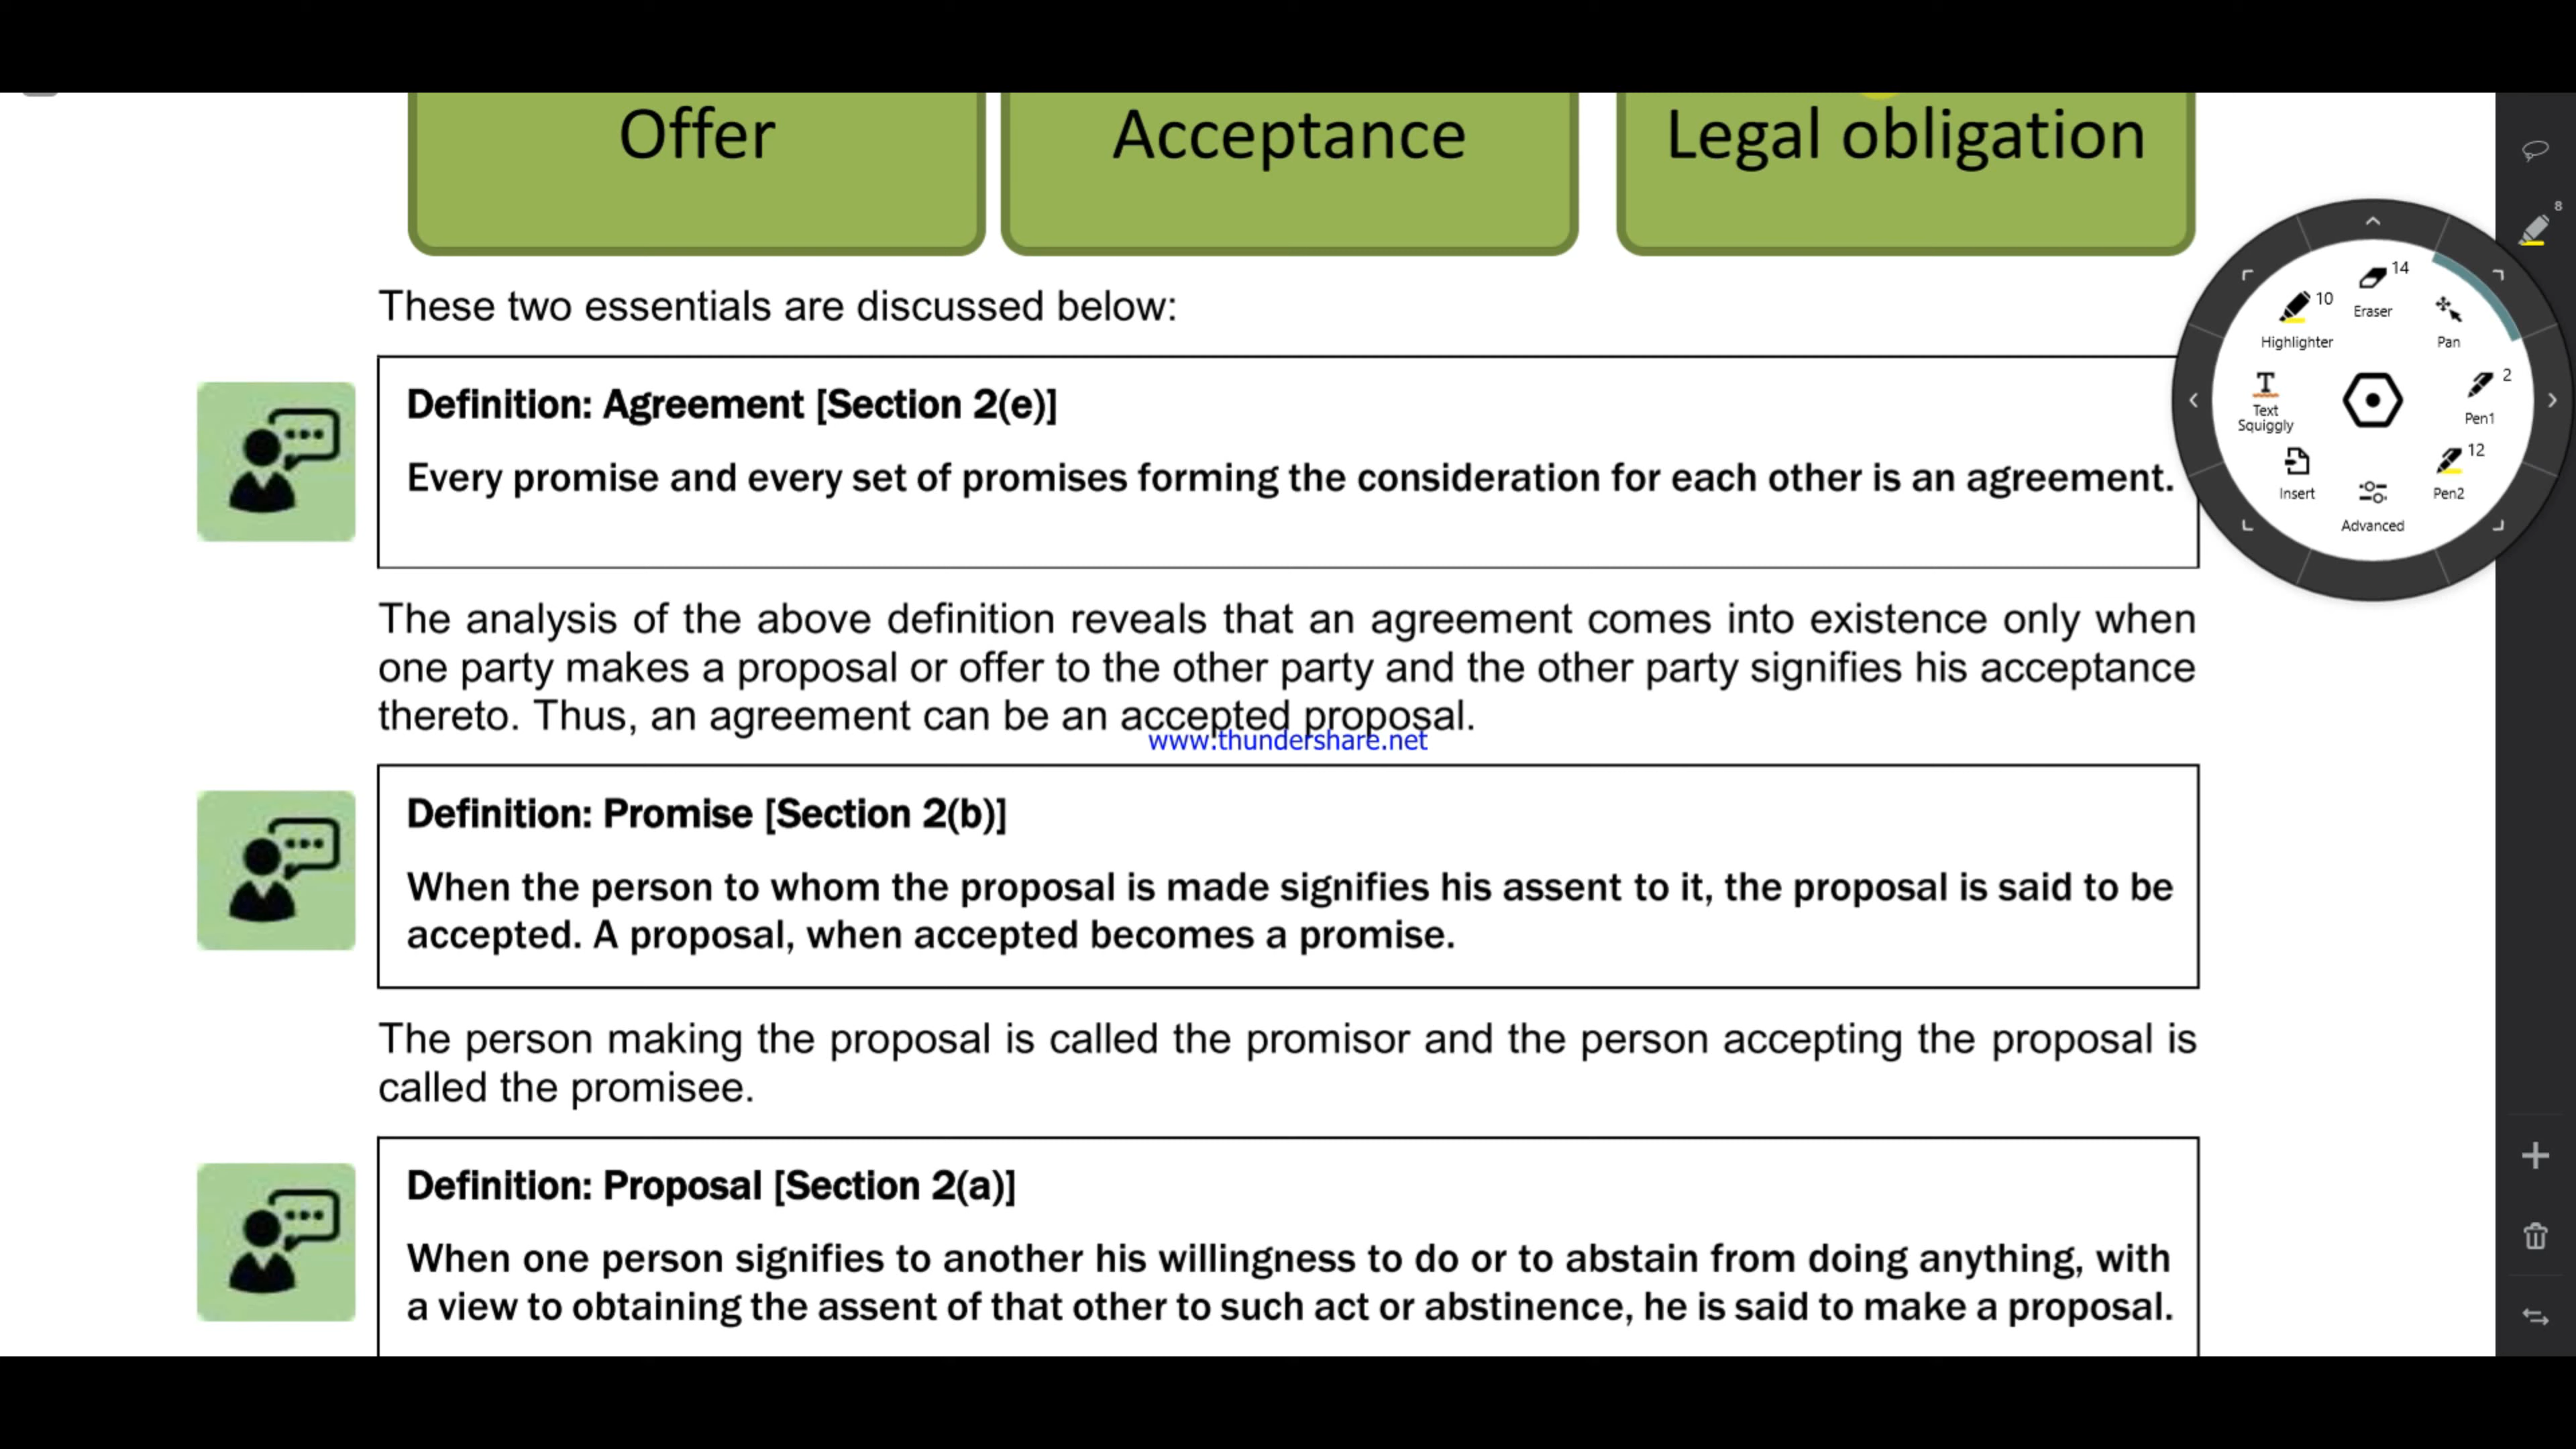 Offer
Acceptance
Legal obligation
These two essentials are discussed below:
Definition: Agreement [Section 2(e)]
Every promise and every set of promises forming the consideration for each other is an agreement.
The analysis of the above definition reveals that an agreement comes into existence only when
one party makes a proposal or offer to the other party and the other party signifies his acceptance
thereto. Thus, an agreement can be an accepted proposal.
www.thundershare.net
Definition: Promise [Section 2(b)]
When the person to whom the proposal is made signifies his assent to it, the proposal is said to be
accepted. A proposal, when accepted becomes a promise.
The person making the proposal is called the promisor and the person accepting the proposal is
called the promisee.
Definition: Proposal [Section 2(a)]
When one person signifies to another his willingness to do or to abstain from doing anything, with
a view to obtaining the assent of that other to such act or abstinence, he is said to make a proposal.
8
14
Eraser
10
Highlighter
Pan
T
Text
Squiggly
2
Pen1
Insert
12
Pen2
Advanced